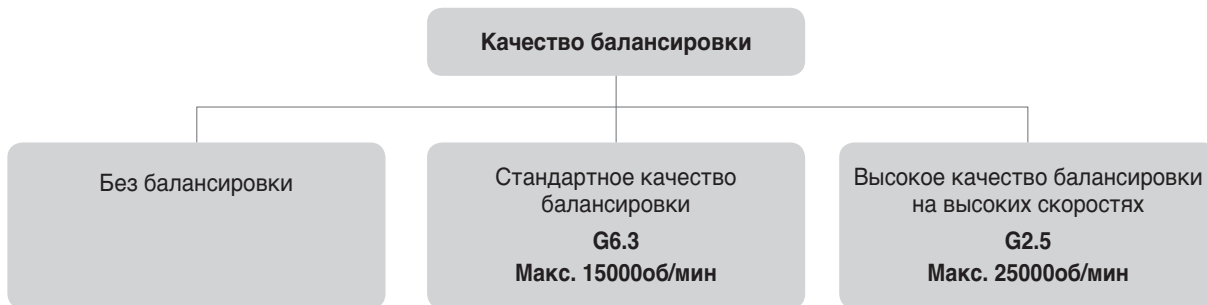 Качество балансировки
Без балансировки
Стандартное качество
балансировки
G6.3
Макс. 15000об/мин
Высокое качество балансировки
на высоких скоростях
G2.5
Макс. 25000об/мин